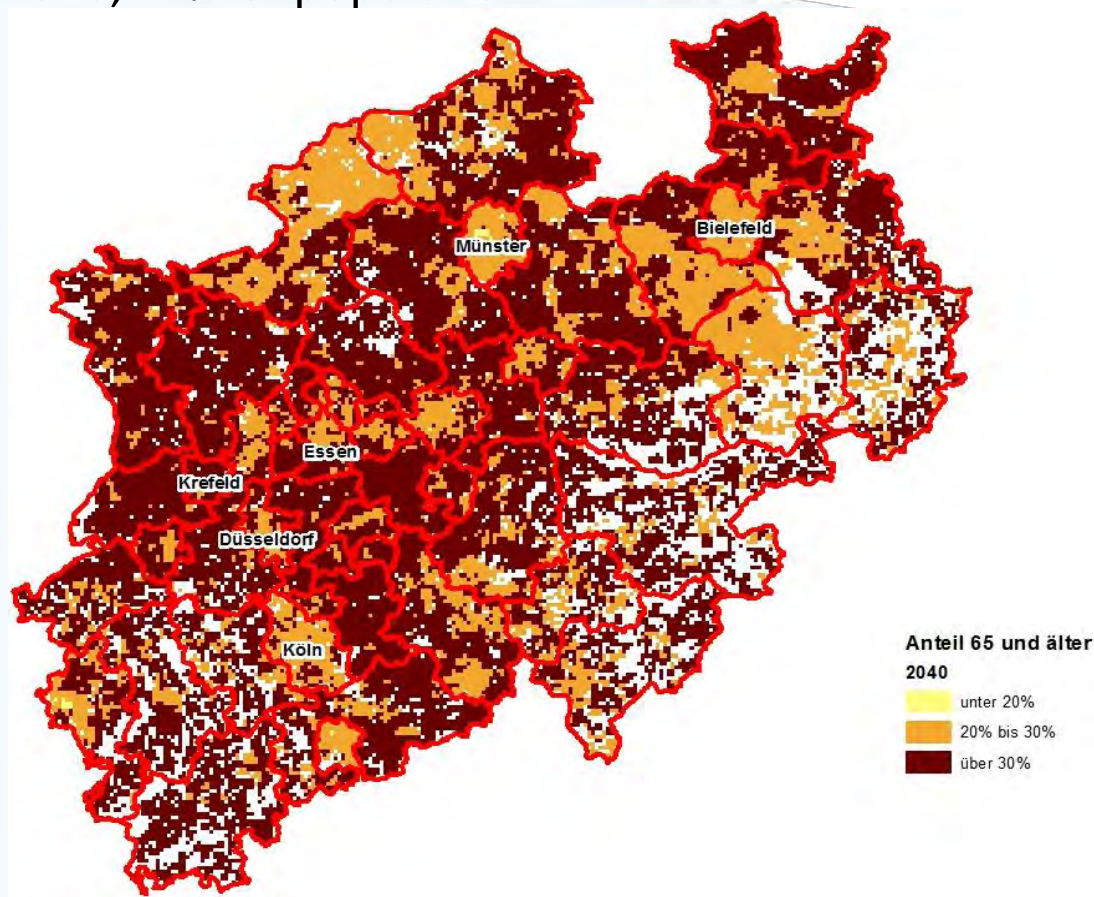 Münster
Bielefeld
Essen
Krefeld
Düsseldorf
Köln
Anteil 65 und älter
2040
unter 20%
20% bis 30%
über 30%